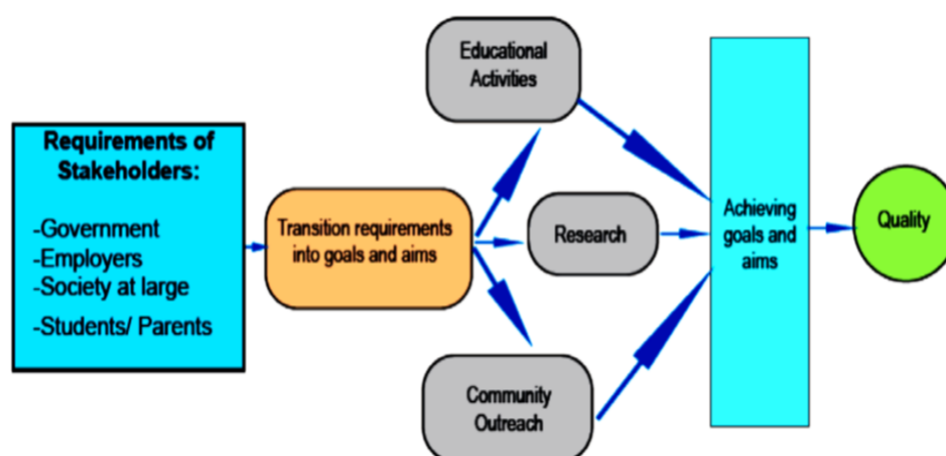 Requirements of
Stakeholders:
-Government
-Employers
-Society at large
-Students/ Parents
Transition requirements
into goals and aims
Educational
Activities
Research
Community
Outreach
Achieving
goals and
aims
Quality